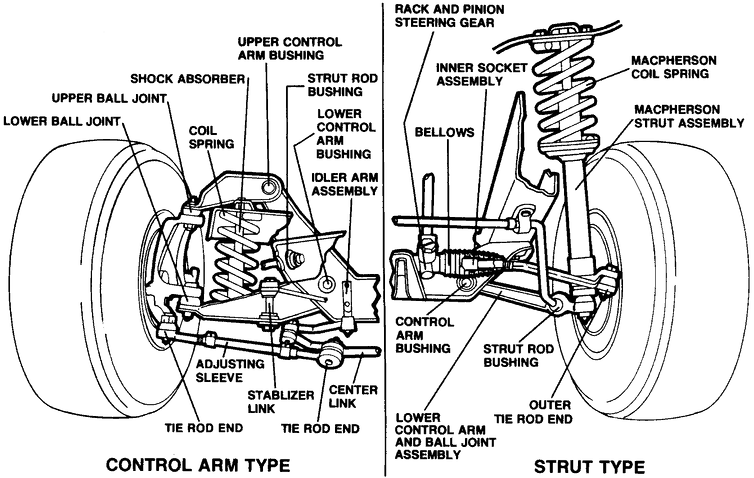 UPPER CONTROL
ARM BUSHING
SHOCK ABSORBER
STRUT ROD
BUSHING
UPPER BALL JOINT
LOWER BALL JOINT
COIL
SPRING
LOWER
CONTROL
ARM
BUSHING
IDLER ARM
ASSEMBLY
ADJUSTING
SLEEVE
STABLIZER
LINK
CENTER
LINK
TIE ROD END
TIE ROD END
CONTROL ARM TYPE
RACK AND PINION
STEERING GEAR
INNER SOCKET
ASSEMBLY
MACPHERSON
COIL SPRING
MACPHERSON
STRUT ASSEMBLY
BELLOWS
CONTROL
ARM
BUSHING
STRUT ROD
BUSHING
OUTER
TIE ROD END
LOWER
CONTROL ARM
AND BALL JOINT
ASSEMBLY
STRUT TYPE